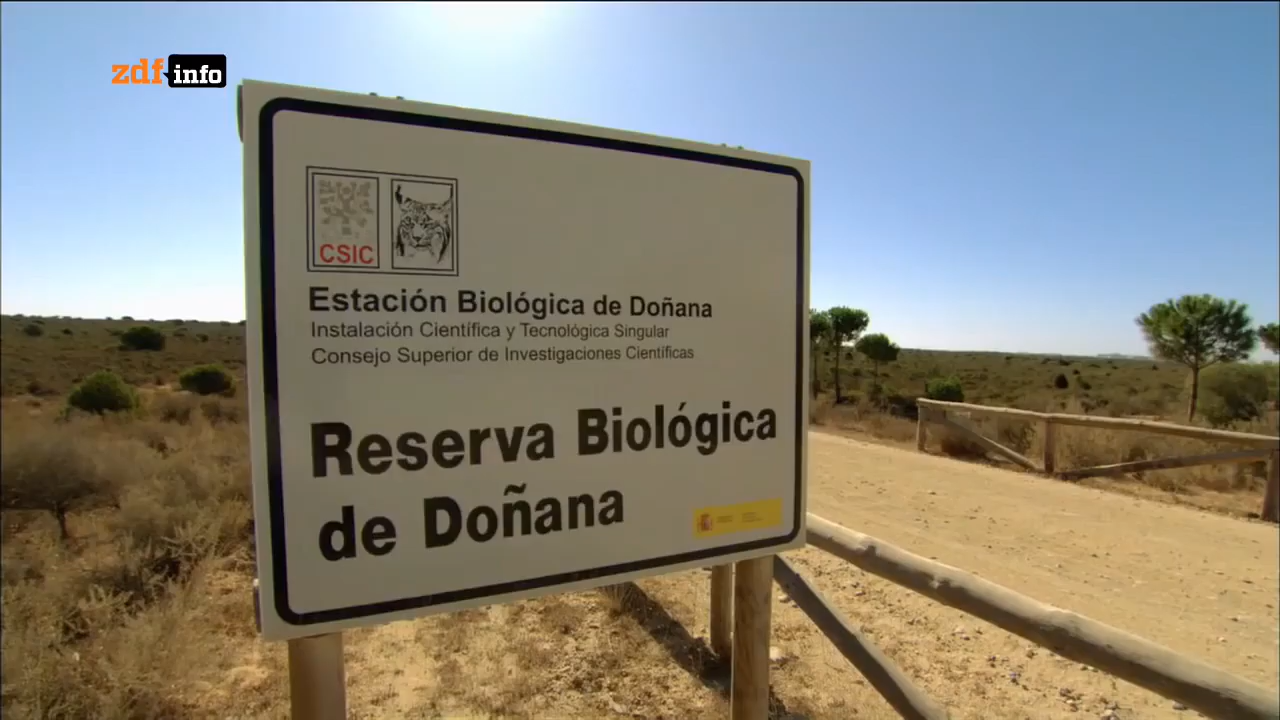 zdf info
CSIC
Estación Biológica de Doñana
Instalación Científica y Tecnológica Singular
Consejo Superior de Investigaciones Científicas
Reserva Biológica
de Doñana